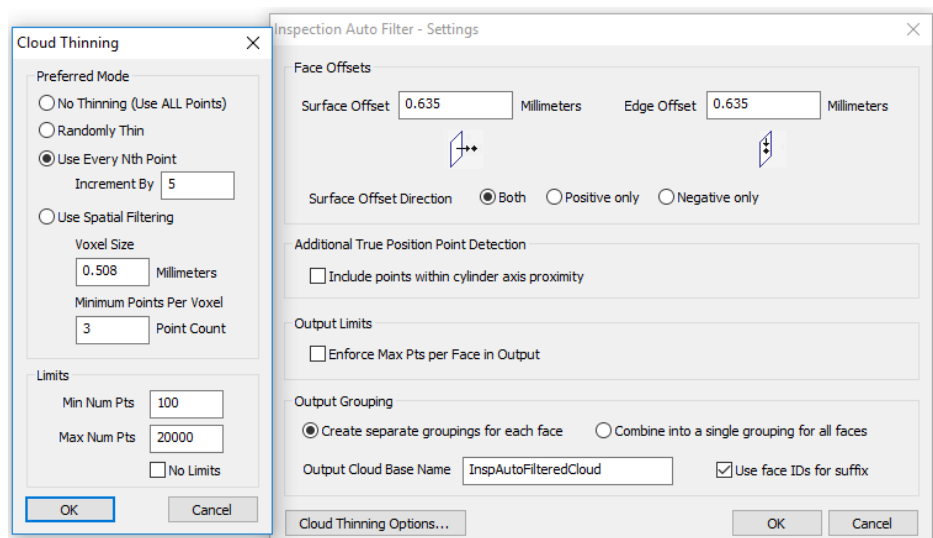 Cloud Thinning
Preferred Mode
No Thinning (Use ALL Points)
Randomly Thin
Use Every Nth Point
Increment By 5
Use Spatial Filtering
Voxel Size
0.508 Millimeters
Minimum Points Per Voxel
3 Point Count
Limits
Min Num Pts 100
Max Num Pts 20000
No Limits
OK Cancel
Inspection Auto Filter - Settings
Face Offsets
Surface Offset 0.635 Millimeters Edge Offset 0.635 Millimeters
Surface Offset Direction Both Positive only Negative only
Additional True Position Point Detection
Include points within cylinder axis proximity
Output Limits
Enforce Max Pts per Face in Output
Output Grouping
Create separate groupings for each face Combine into a single grouping for all faces
Output Cloud Base Name InspAutoFilteredCloud Use face IDs for suffix
Cloud Thinning Options... OK Cancel